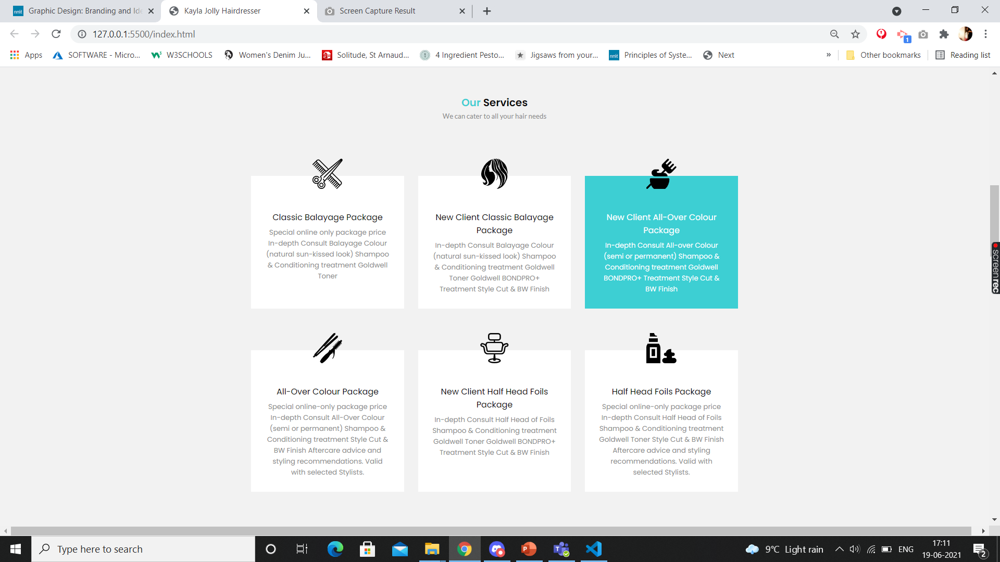 nmit Graphic Design: Branding and Ide
Kayla Jolly Hairdresser
Screen Capture Result
127.0.0.1:5500/index.html
1
Apps
SOFTWARE - Micro...
W3SCHOOLS
Women's Denim Ju...
Solitude, St Arnaud...
4 Ingredient Pesto...
Jigsaws from your...
nmit Principles of Syste...
Next
»
Other bookmarks
Reading list
Our Services
We can cater to all your hair needs
Classic Balayage Package
Special online only package price
In-depth Consult Balayage Colour
(natural sun-kissed look) Shampoo
& Conditioning treatment Goldwell
Toner
New Client Classic Balayage
Package
In-depth Consult Balayage Colour
(natural sun-kissed look) Shampoo
& Conditioning treatment Goldwell
Toner Goldwell BONDPRO+
Treatment Style Cut & BW Finish
New Client All-Over Colour
Package
In-depth Consult All-over Colour
(semi or permanent) Shampoo &
Conditioning treatment Goldwell
BONDPRO+ Treatment Style Cut &
BW Finish
All-Over Colour Package
Special online-only package price
In-depth Consult All-Over Colour
(semi or permanent) Shampoo &
Conditioning treatment Style Cut &
BW Finish Aftercare advice and
styling recommendations. Valid
with selected Stylists.
New Client Half Head Foils
Package
In-depth Consult Half Head of Foils
Shampoo & Conditioning treatment
Goldwell Toner Goldwell BONDPRO+
Treatment Style Cut & BW Finish
Half Head Foils Package
Special online-only package price
In-depth Consult Half Head of Foils
Shampoo & Conditioning treatment
Goldwell Toner Style Cut & BW Finish
Aftercare advice and styling
recommendations. Valid with
selected Stylists.
screenrec
Type here to search
9°C Light rain
ENG
17:11
19-06-2021
2